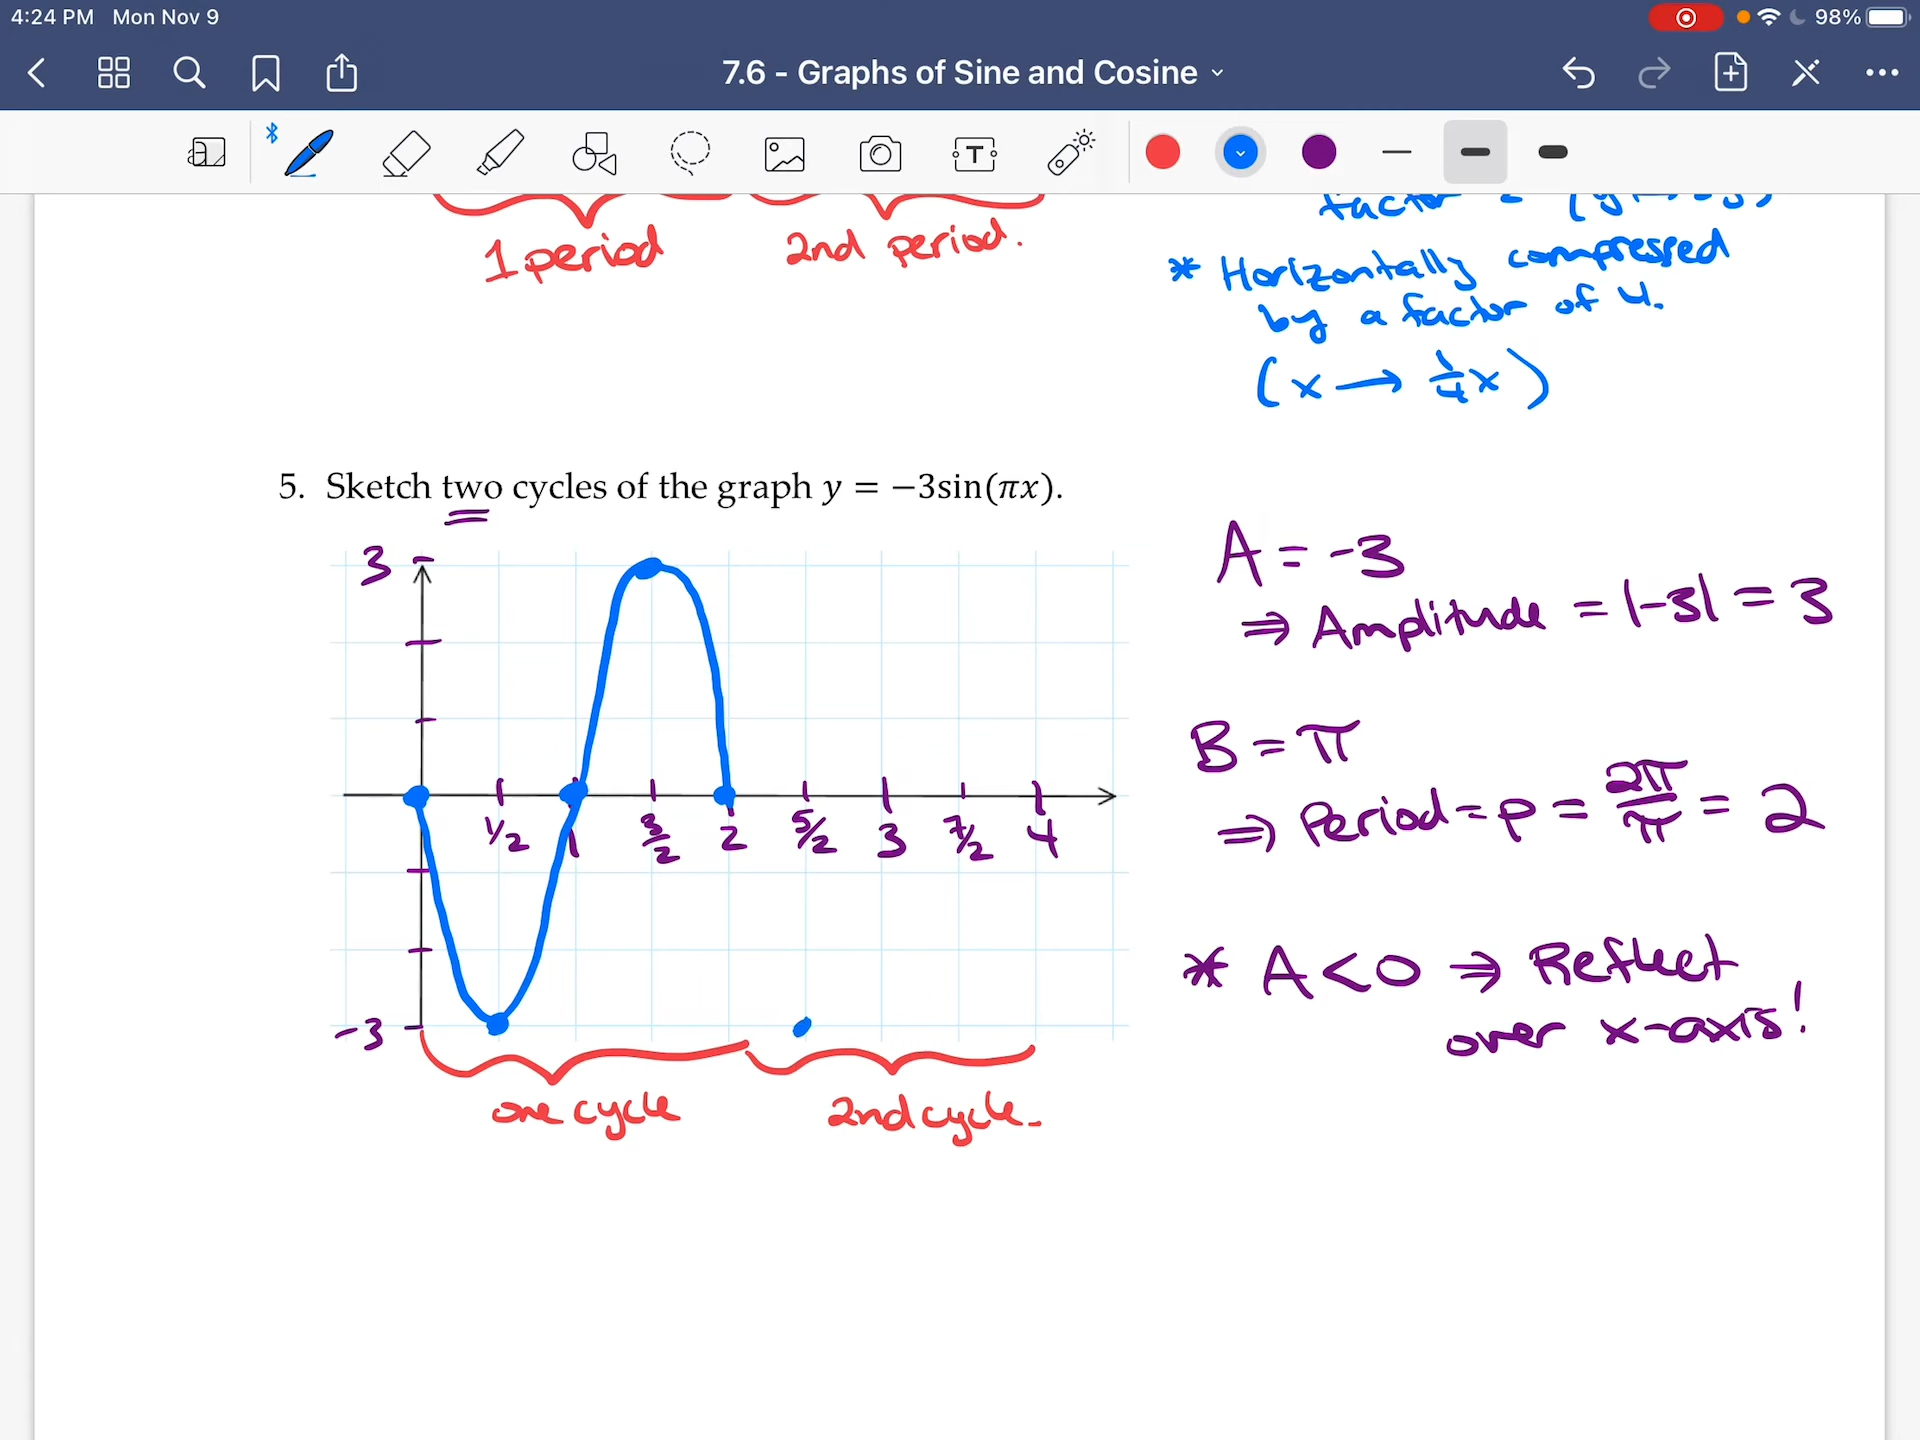 4:24 PM Mon Nov 9
98%
7.6 - Graphs of Sine and Cosine
T
1 period
2nd period.
factor
* Horizontally compressed
by a factor of 4.
(x → 1/4 x)
5. Sketch two cycles of the graph y = −3sin(πx).
3
-3
1/2 1 3/2 2 5/2 3 7/2 4
one cycle
2nd cycle.
A = -3
⇒ Amplitude = |-3| = 3
B = π
⇒ Period = p = 2π/π = 2
* A < 0 ⇒ Reflect
over x-axis!